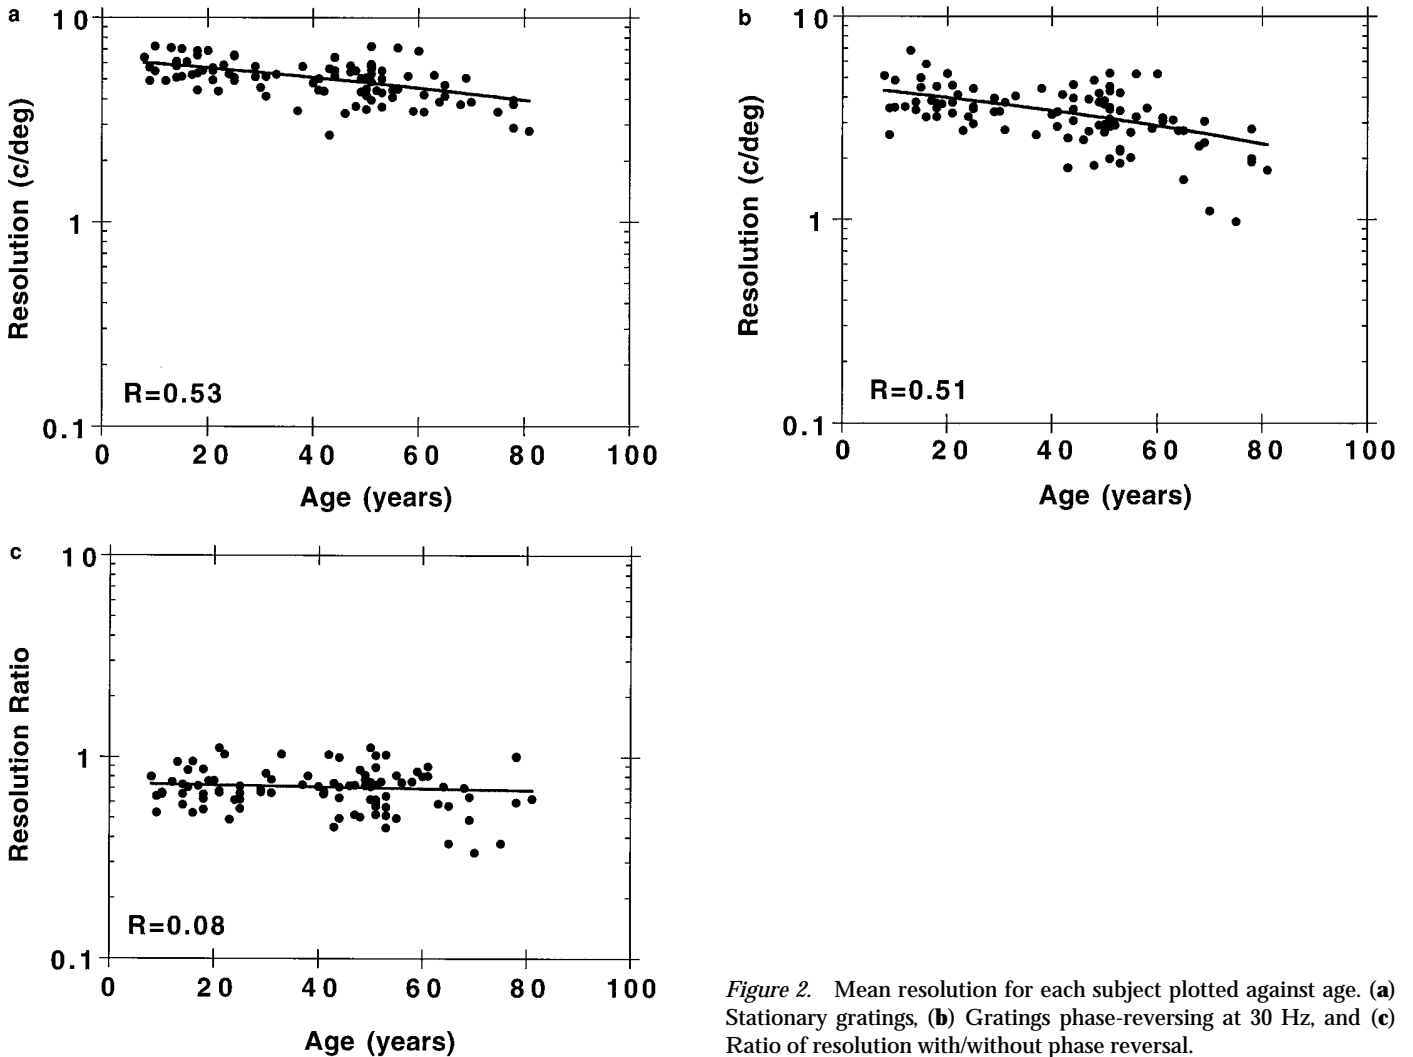 a
10
1
0.1
Resolution (c/deg)
R=0.53
0 20 40 60 80 100
Age (years)
b
10
1
0.1
Resolution (c/deg)
R=0.51
0 20 40 60 80 100
Age (years)
c
10
1
0.1
Resolution Ratio
R=0.08
0 20 40 60 80 100
Age (years)
Figure 2. Mean resolution for each subject plotted against age. (a)
Stationary gratings, (b) Gratings phase-reversing at 30 Hz, and (c)
Ratio of resolution with/without phase reversal.